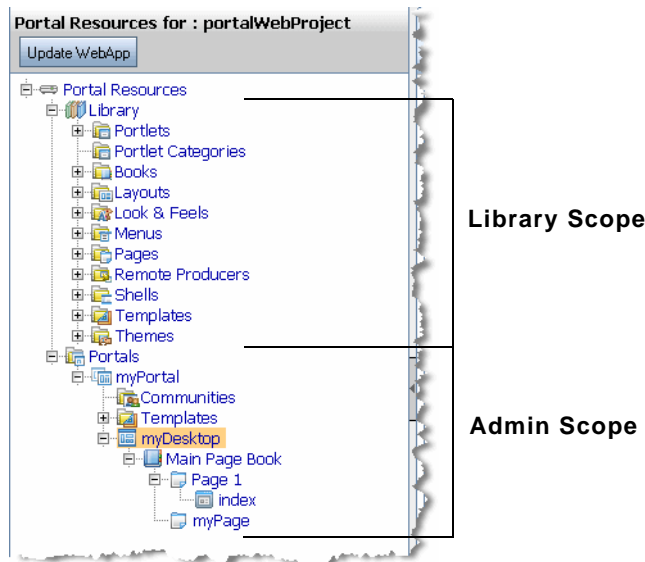 Portal Resources for : portalWebProject
Update WebApp
Portal Resources
Library
Portlets
Portlet Categories
Books
Layouts
Look & Feels
Menus
Pages
Remote Producers
Shells
Templates
Themes
Library Scope
Portals
myPortal
Communities
Templates
myDesktop
Main Page Book
Page 1
index
myPage
Admin Scope